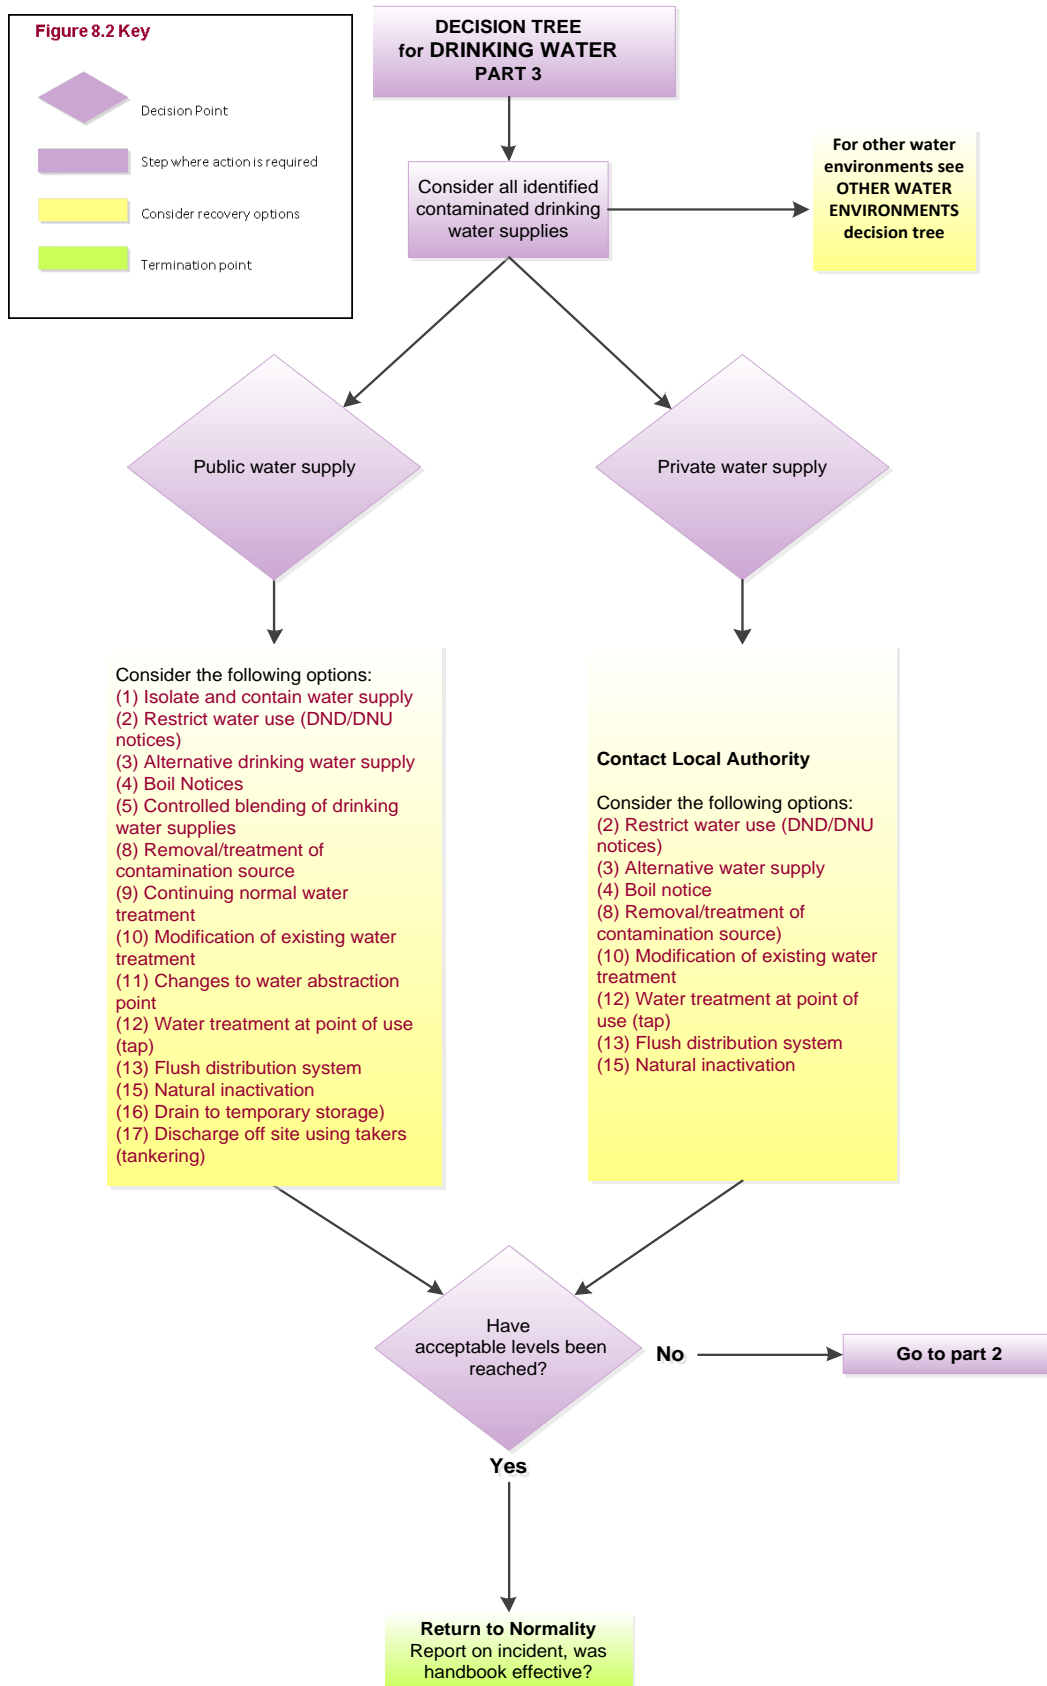 Figure 8.2 Key
Decision Point
Step where action is required
Consider recovery options
Termination point
DECISION TREE
for DRINKING WATER
PART 3
Consider all identified
contaminated drinking
water supplies
For other water
environments see
OTHER WATER
ENVIRONMENTS
decision tree
Public water supply
Private water supply
Consider the following options:
(1) Isolate and contain water supply
(2) Restrict water use (DND/DNU
notices)
(3) Alternative drinking water supply
(4) Boil Notices
(5) Controlled blending of drinking
water supplies
(8) Removal/treatment of
contamination source
(9) Continuing normal water
treatment
(10) Modification of existing water
treatment
(11) Changes to water abstraction
point
(12) Water treatment at point of use
(tap)
(13) Flush distribution system
(15) Natural inactivation
(16) Drain to temporary storage)
(17) Discharge off site using takers
(tankering)
Contact Local Authority
Consider the following options:
(2) Restrict water use (DND/DNU
notices)
(3) Alternative water supply
(4) Boil notice
(8) Removal/treatment of
contamination source)
(10) Modification of existing water
treatment
(12) Water treatment at point of
use (tap)
(13) Flush distribution system
(15) Natural inactivation
Have
acceptable levels been
reached?
No
Go to part 2
Yes
Return to Normality
Report on incident, was
handbook effective?